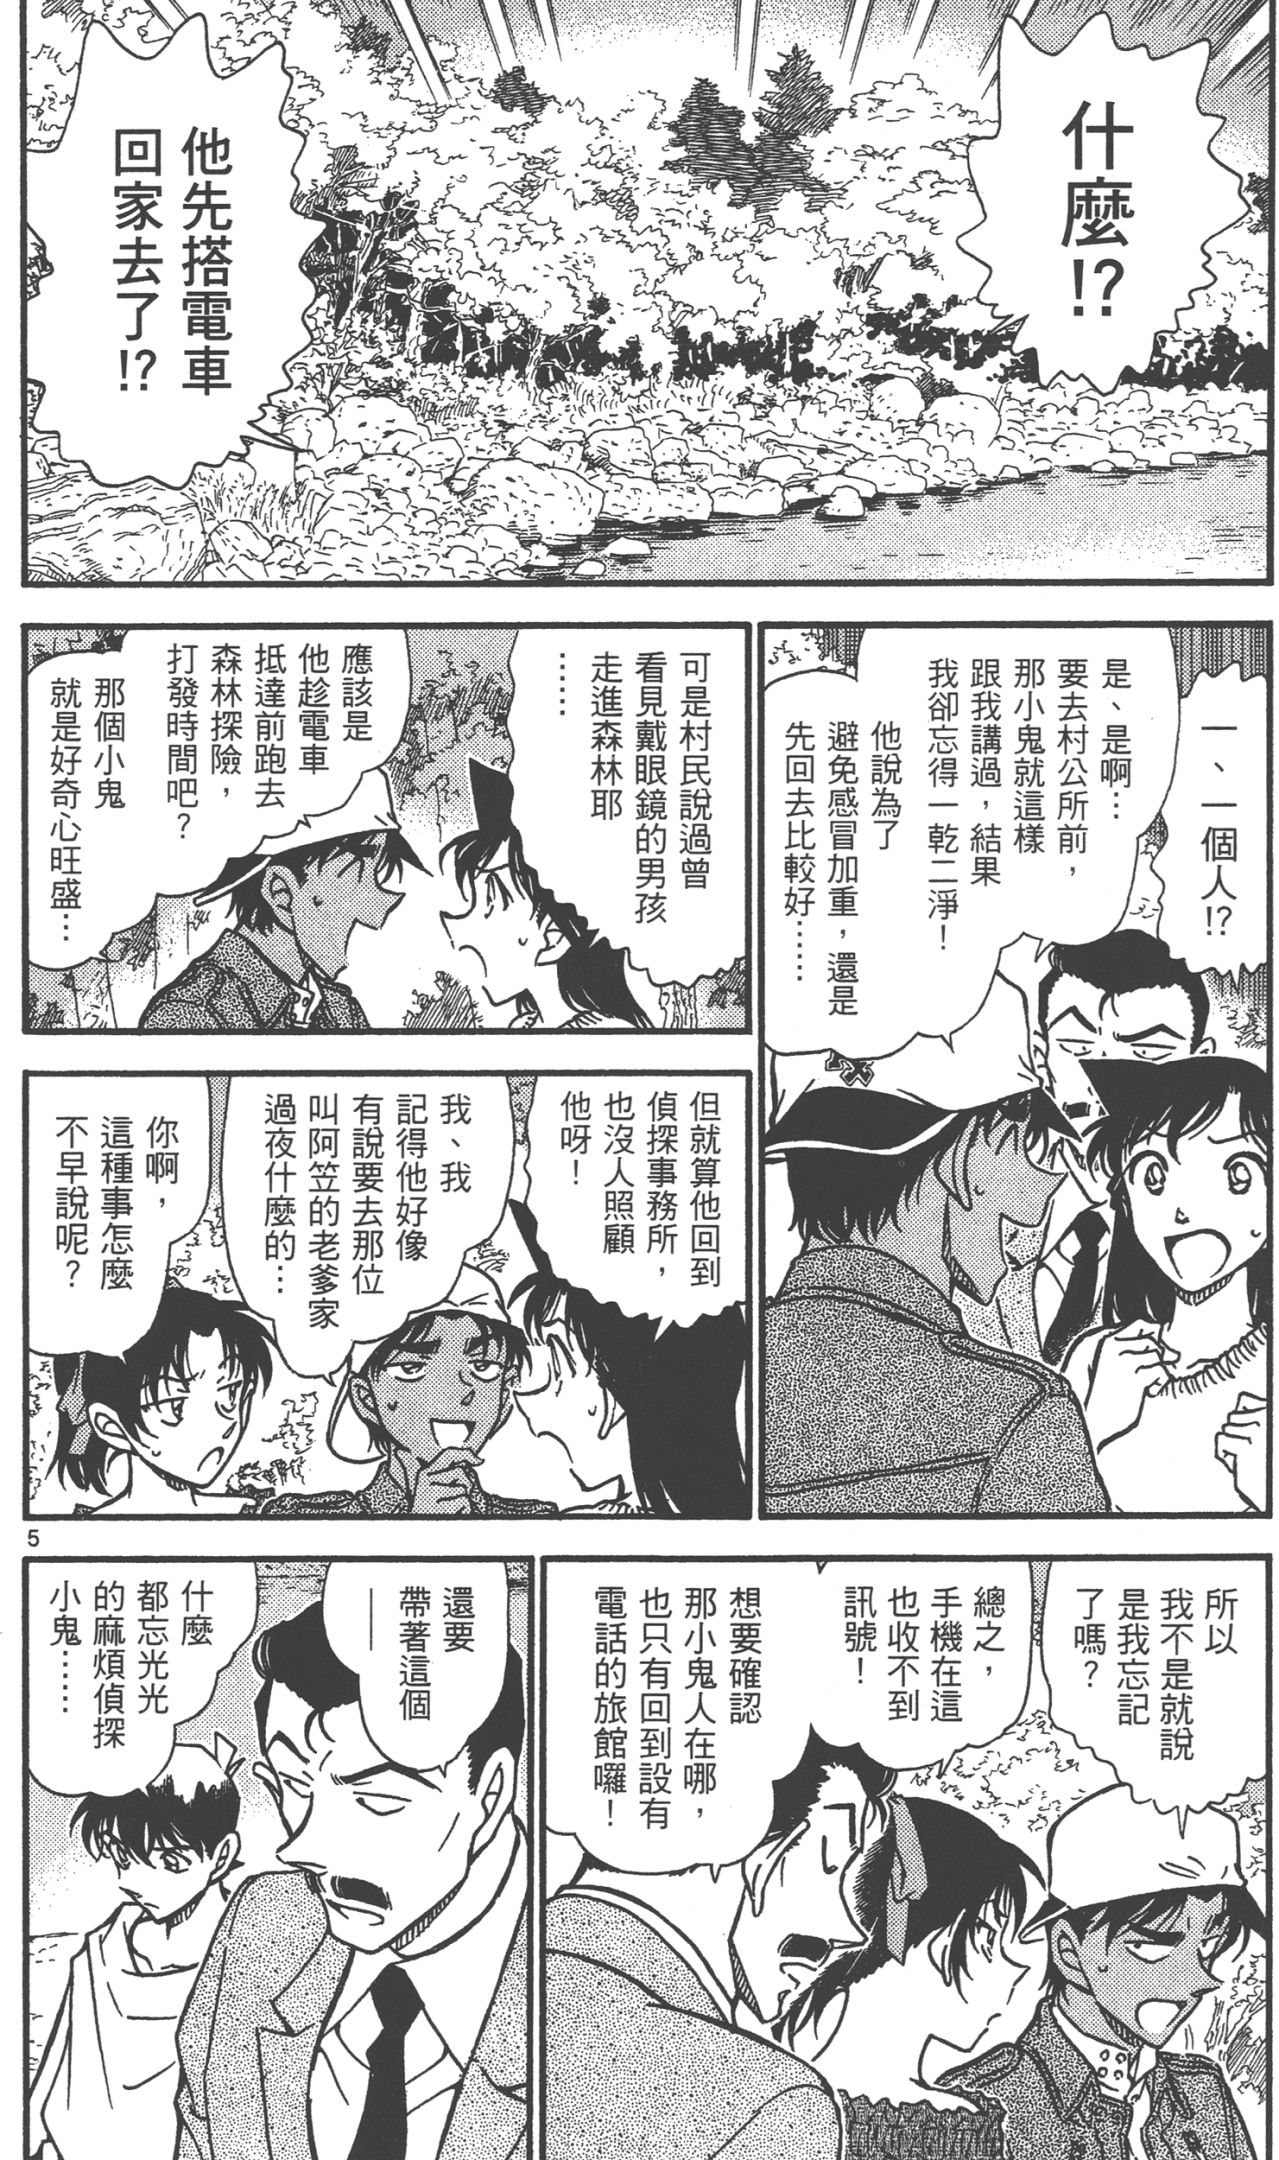 什麼!?
他先搭電車
回家去了!?
一、一個人!?
是、是啊…
要去村公所前，
那小鬼就這樣
跟我講過，結果
我卻忘得一乾二淨！
他說為了
避免感冒加重，還是
先回去比較好……
可是村民說過曾
看見戴眼鏡的男孩
走進森林耶
……
應該是
他趁電車
抵達前跑去
森林探險，
打發時間吧？
那個小鬼
就是好奇心旺盛…
但就算他回到
偵探事務所，
也沒人照顧
他呀！
我、我
記得他好像
有說要去那位
叫阿笠的老爹家
過夜什麼的…
你啊，
這種事怎麼
不早說呢？
5
所以
我不是就說
是我忘記
了嗎？
總之，
手機在這
也收不到
訊號！
想要確認
那小鬼人在哪，
也只有回到設有
電話的旅館囉！
還要
帶著這個
──
什麼
都忘光光
的麻煩偵探
小鬼……